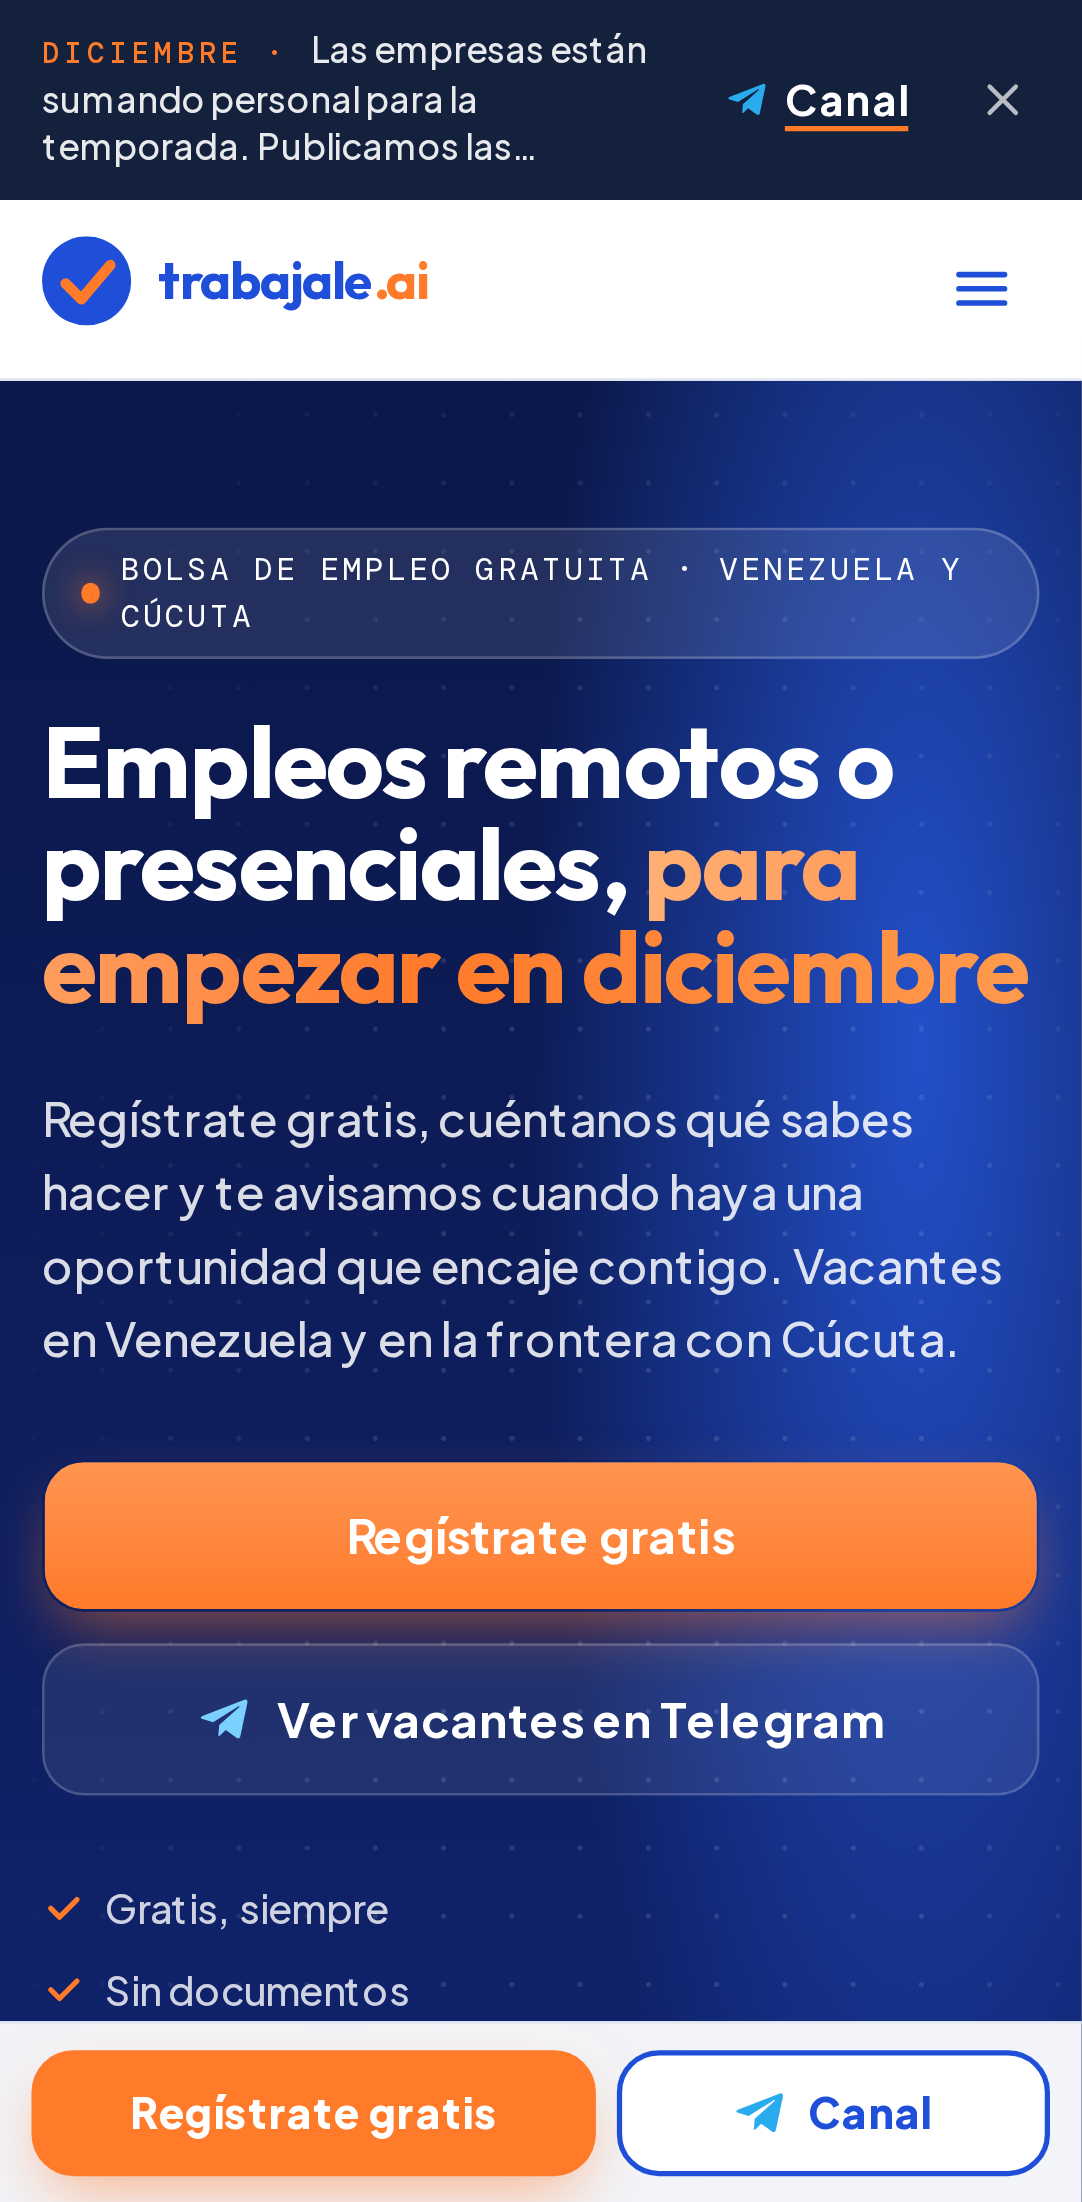 DICIEMBRE · Las empresas están
sumando personal para la
temporada. Publicamos las…
Canal
trabajale.ai
BOLSA DE EMPLEO GRATUITA · VENEZUELA Y
CÚCUTA
Empleos remotos o
presenciales, para
empezar en diciembre
Regístrate gratis, cuéntanos qué sabes
hacer y te avisamos cuando haya una
oportunidad que encaje contigo. Vacantes
en Venezuela y en la frontera con Cúcuta.
Regístrate gratis
Ver vacantes en Telegram
Gratis, siempre
Sin documentos
Regístrate gratis
Canal